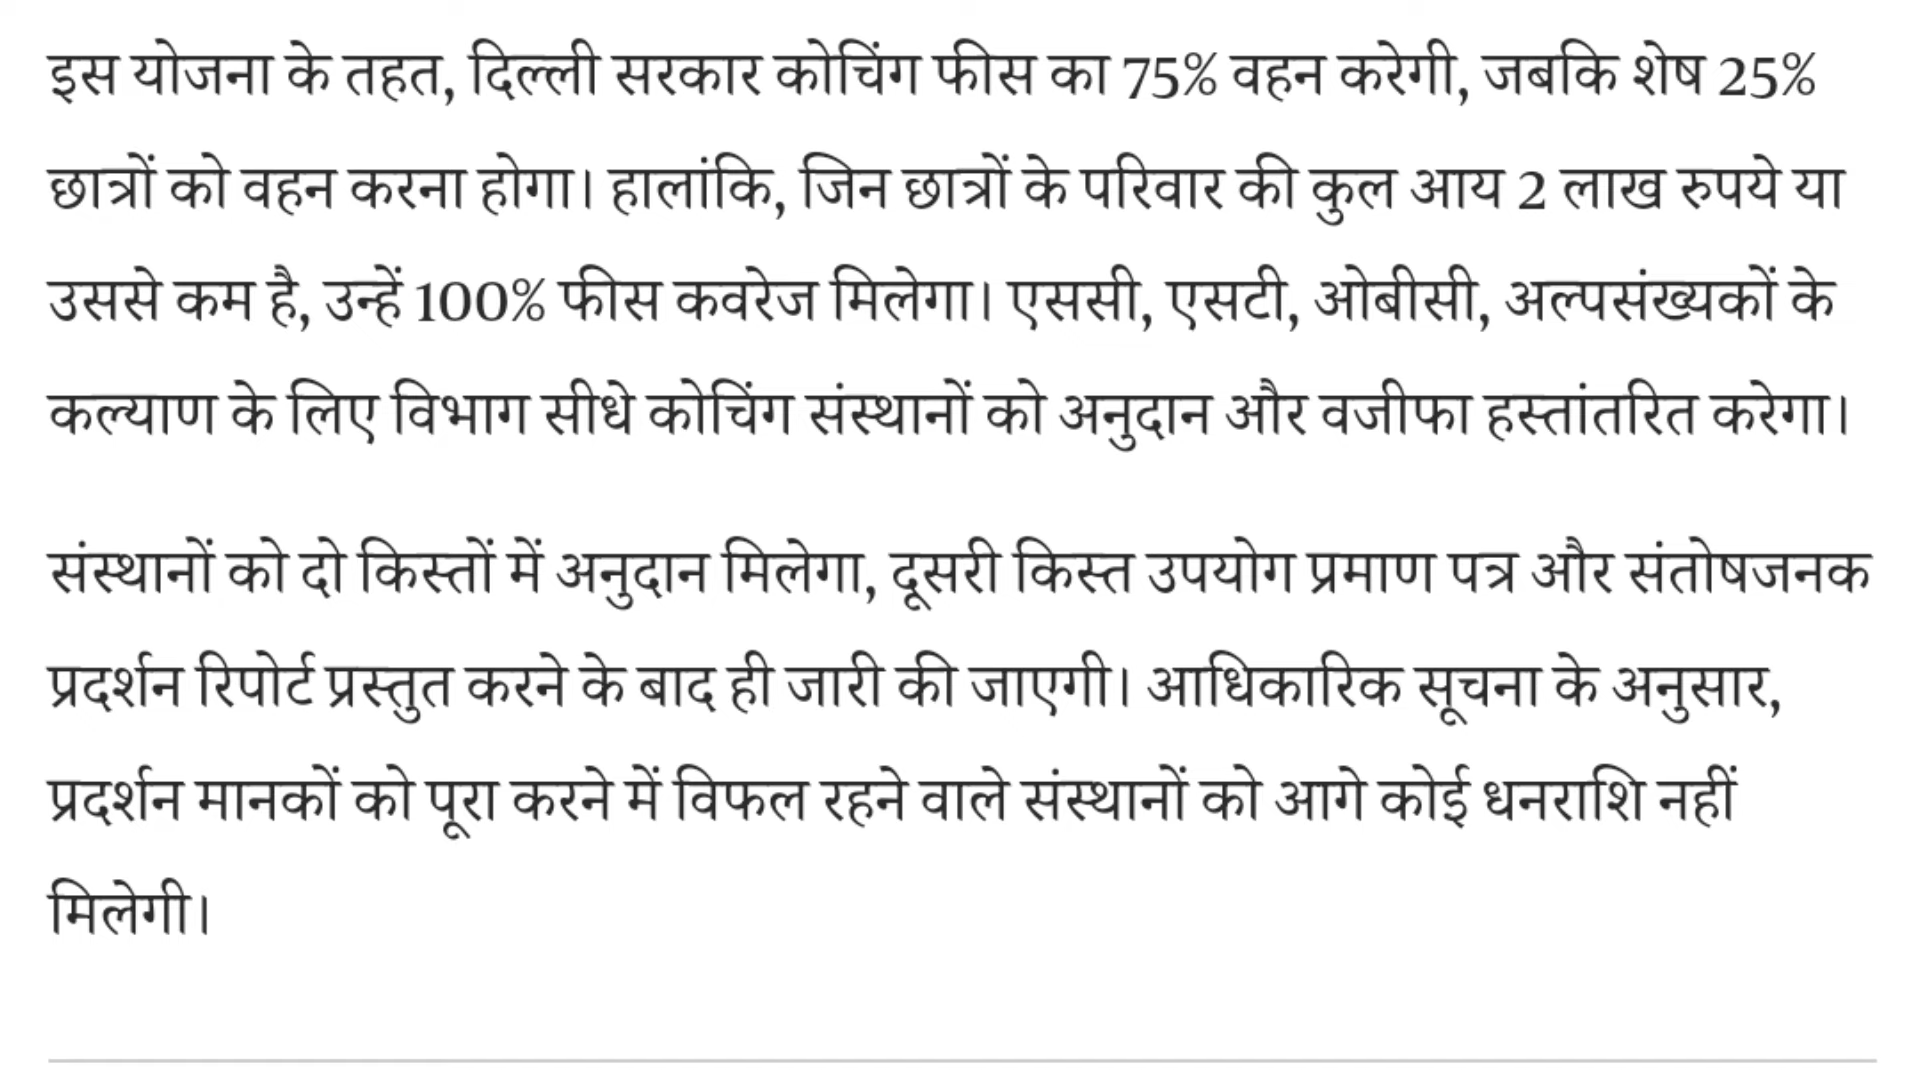 इस योजना के तहत, दिल्ली सरकार कोचिंग फीस का 75% वहन करेगी, जबकि शेष 25%
छात्रों को वहन करना होगा। हालांकि, जिन छात्रों के परिवार की कुल आय 2 लाख रुपये या
उससे कम है, उन्हें 100% फीस कवरेज मिलेगा। एससी, एसटी, ओबीसी, अल्पसंख्यकों के
कल्याण के लिए विभाग सीधे कोचिंग संस्थानों को अनुदान और वजीफा हस्तांतरित करेगा।
संस्थानों को दो किस्तों में अनुदान मिलेगा, दूसरी किस्त उपयोग प्रमाण पत्र और संतोषजनक
प्रदर्शन रिपोर्ट प्रस्तुत करने के बाद ही जारी की जाएगी। आधिकारिक सूचना के अनुसार,
प्रदर्शन मानकों को पूरा करने में विफल रहने वाले संस्थानों को आगे कोई धनराशि नहीं
मिलेगी।